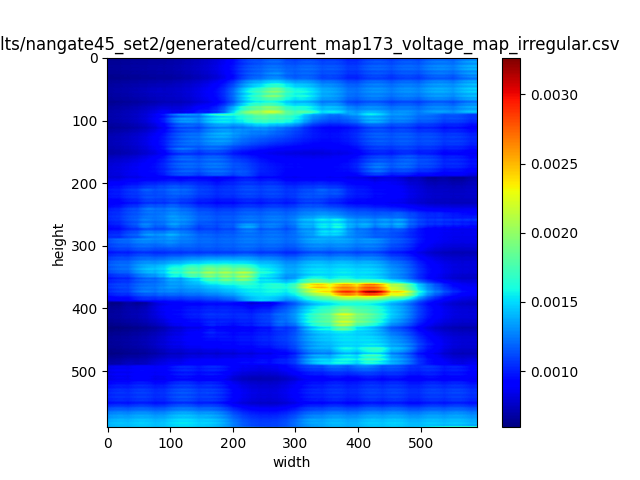 lts/nangate45_set2/generated/current_map173_voltage_map_irregular.csv
0
100
200
300
400
500
height
0 100 200 300 400 500
width
0.0030
0.0025
0.0020
0.0015
0.0010